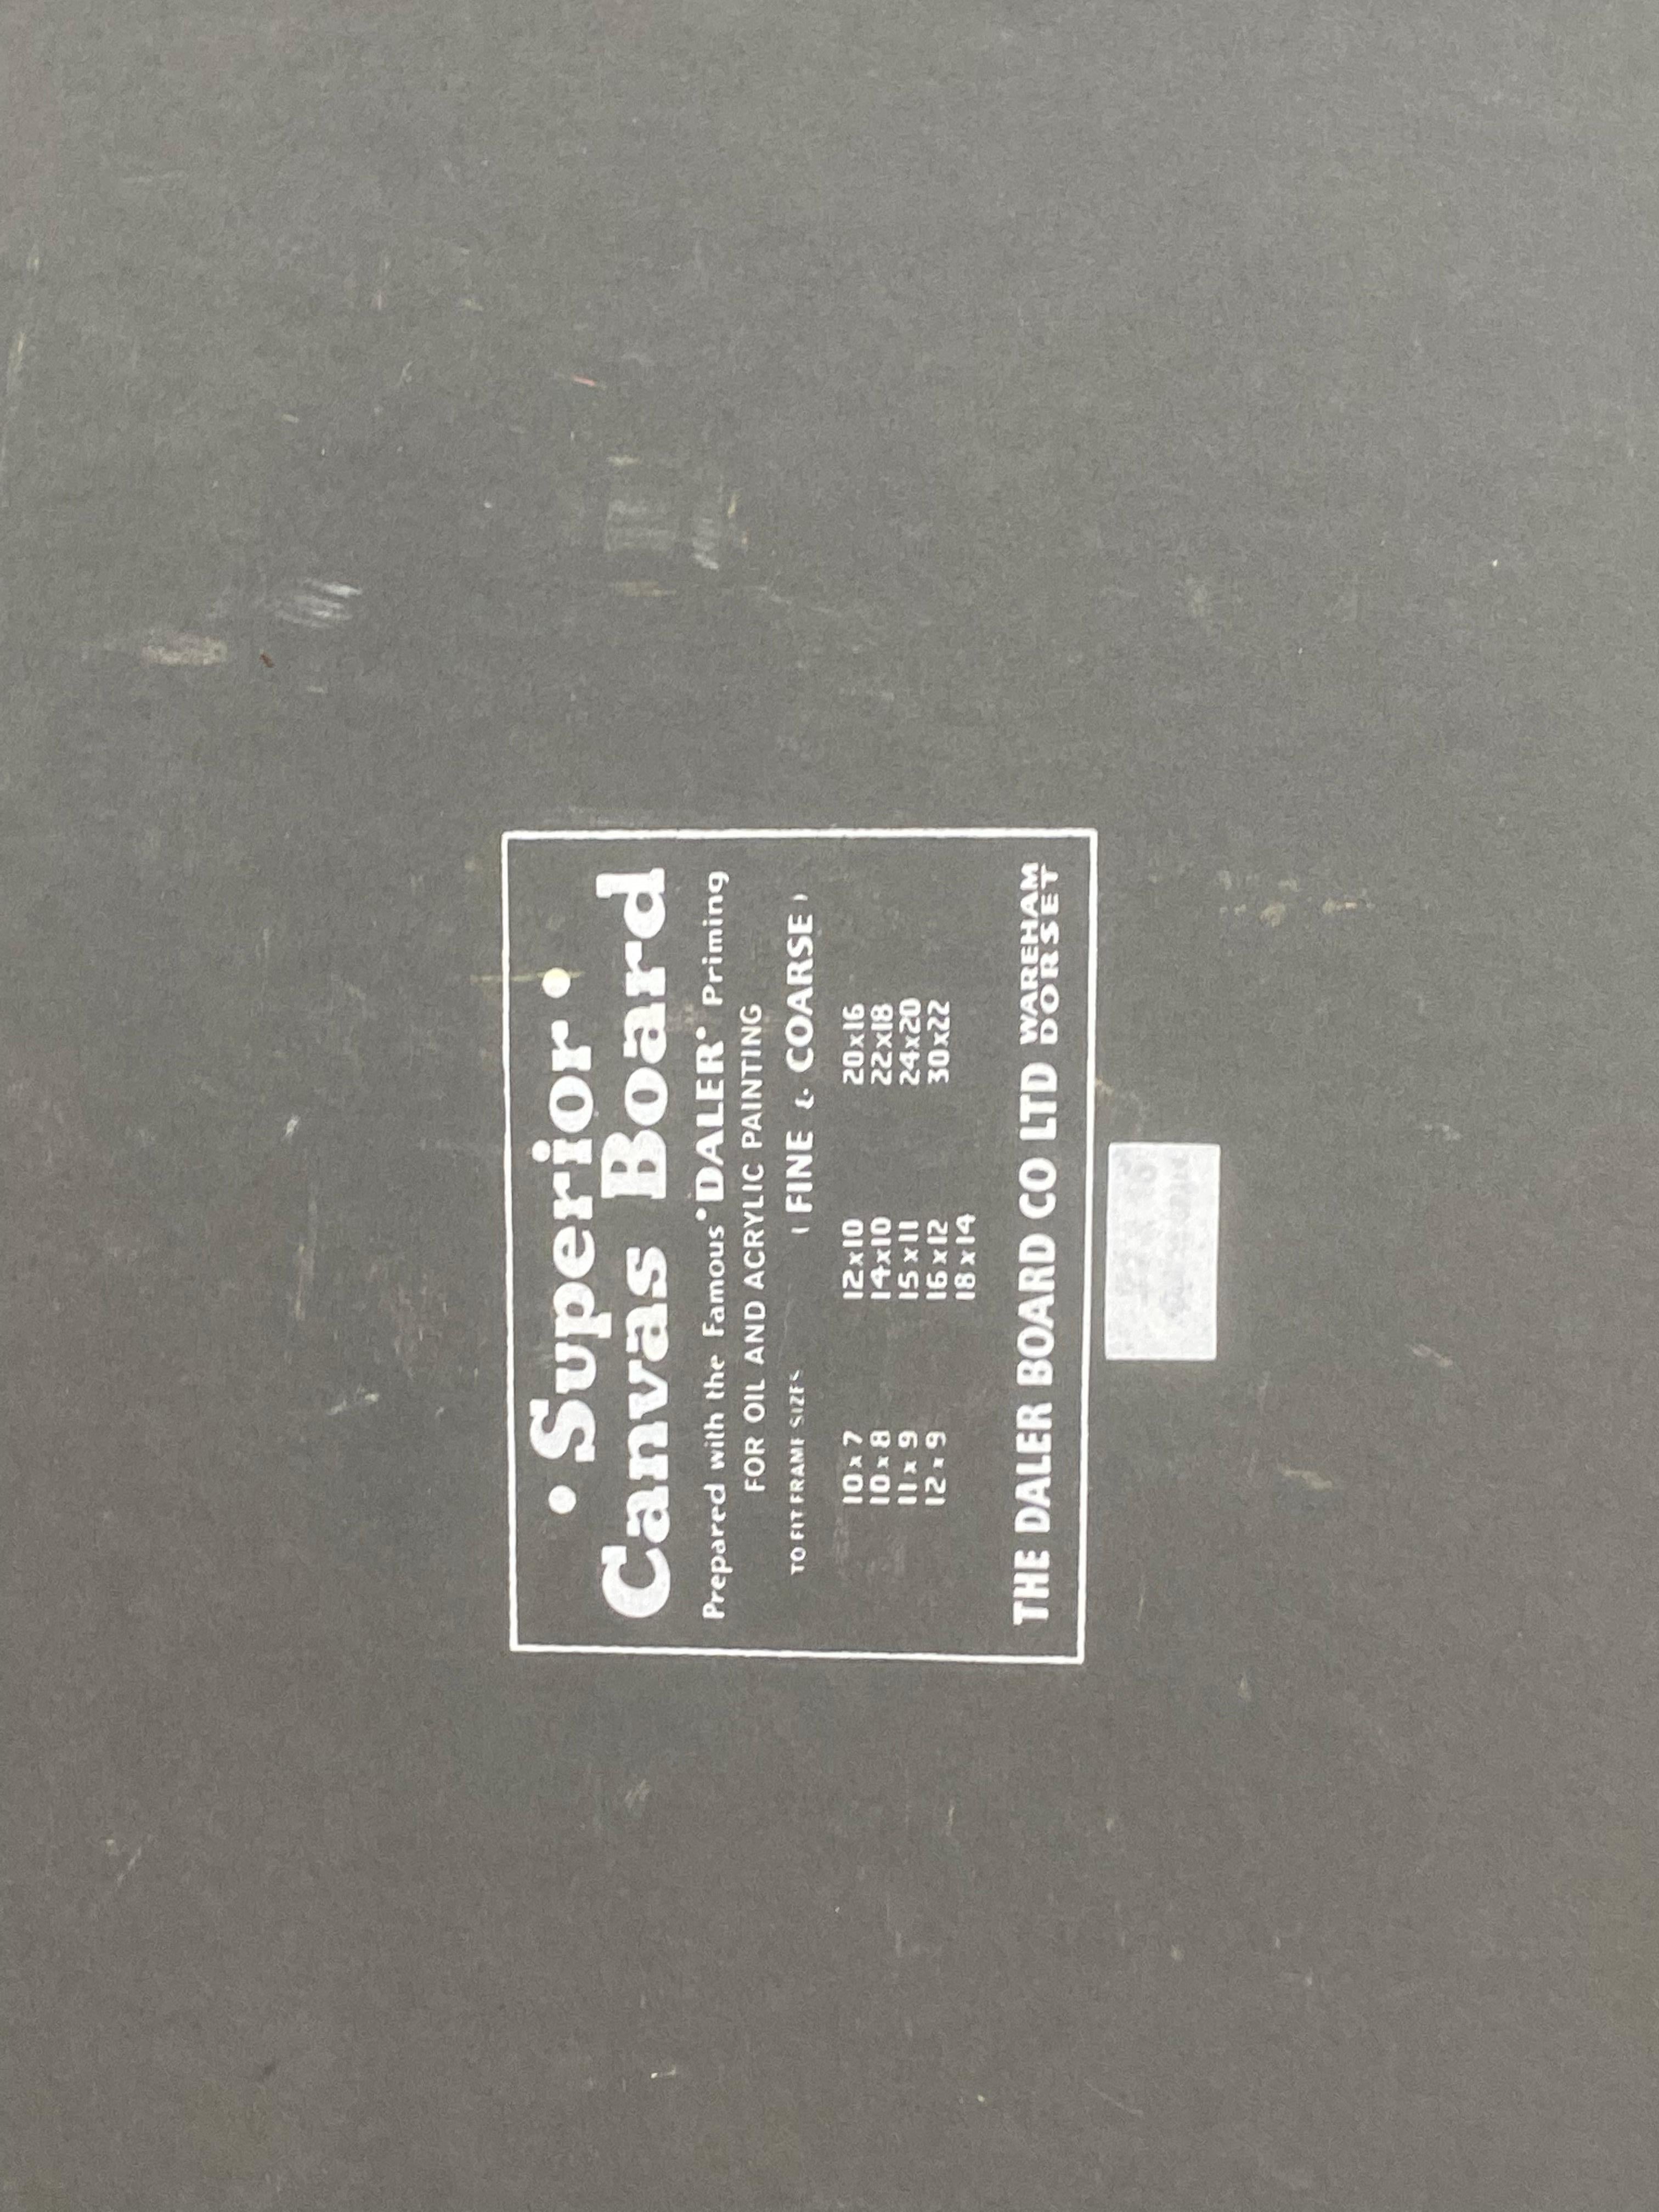 • Superior •
Canvas Board
Prepared with the Famous "DALER" Priming
FOR OIL AND ACRYLIC PAINTING
TO FIT FRAME SIZES (FINE & COARSE)
10x7 12x10 20x16
10x8 14x10 22x18
11x9 15x11 24x20
12x9 16x12 30x22
18x14
THE DALER BOARD CO LTD WAREHAM
DORSET